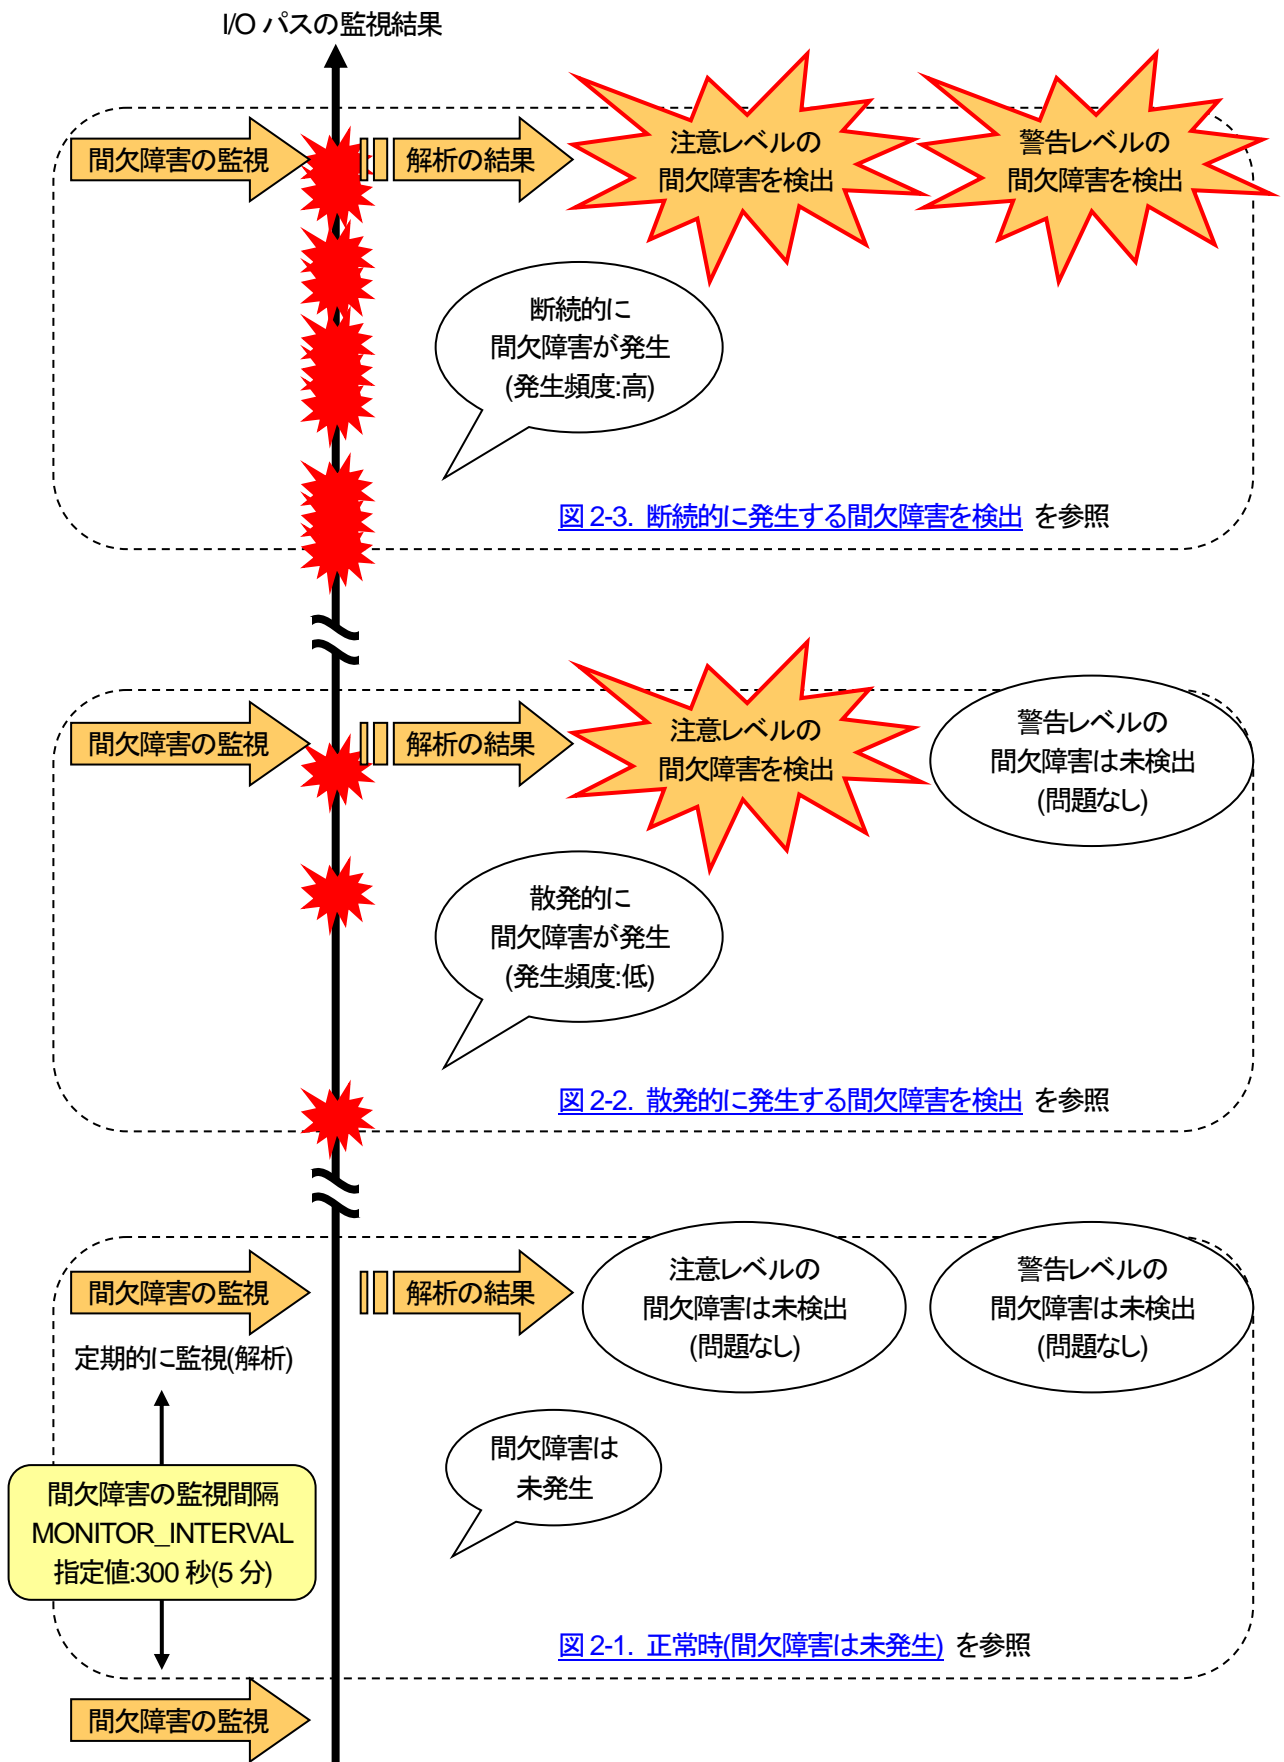 I/O パスの監視結果
間欠障害の監視
解析の結果
注意レベルの
間欠障害を検出
警告レベルの
間欠障害を検出
断続的に
間欠障害が発生
(発生頻度:高)
図 2-3. 断続的に発生する間欠障害を検出 を参照
間欠障害の監視
解析の結果
注意レベルの
間欠障害を検出
警告レベルの
間欠障害は未検出
(問題なし)
散発的に
間欠障害が発生
(発生頻度:低)
図 2-2. 散発的に発生する間欠障害を検出 を参照
間欠障害の監視
解析の結果
注意レベルの
間欠障害は未検出
(問題なし)
警告レベルの
間欠障害は未検出
(問題なし)
定期的に監視(解析)
間欠障害は
未発生
間欠障害の監視間隔
MONITOR_INTERVAL
指定値:300 秒(5 分)
図 2-1. 正常時(間欠障害は未発生) を参照
間欠障害の監視